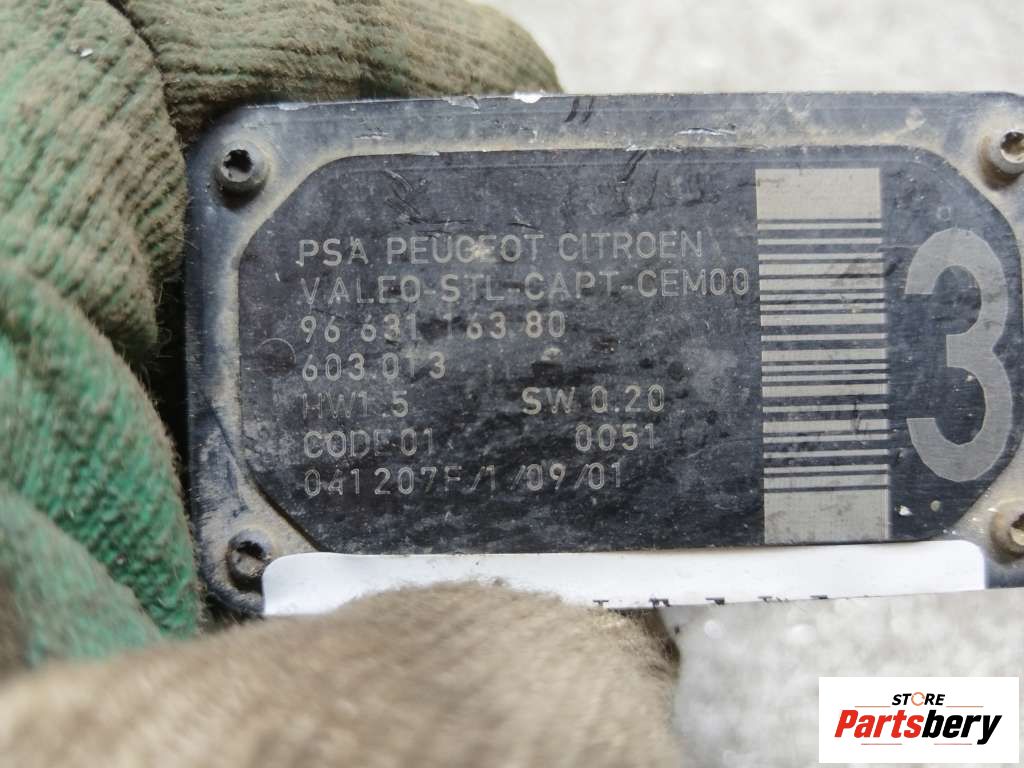 PSA PEUGEOT CITROEN
VALEO-STL-CAPT-CEM00
96 631 163 80
603 013
HW1.5 SW 0.20
CODE 01 0051
041207F/1/09/01
3
STORE
Partsbery